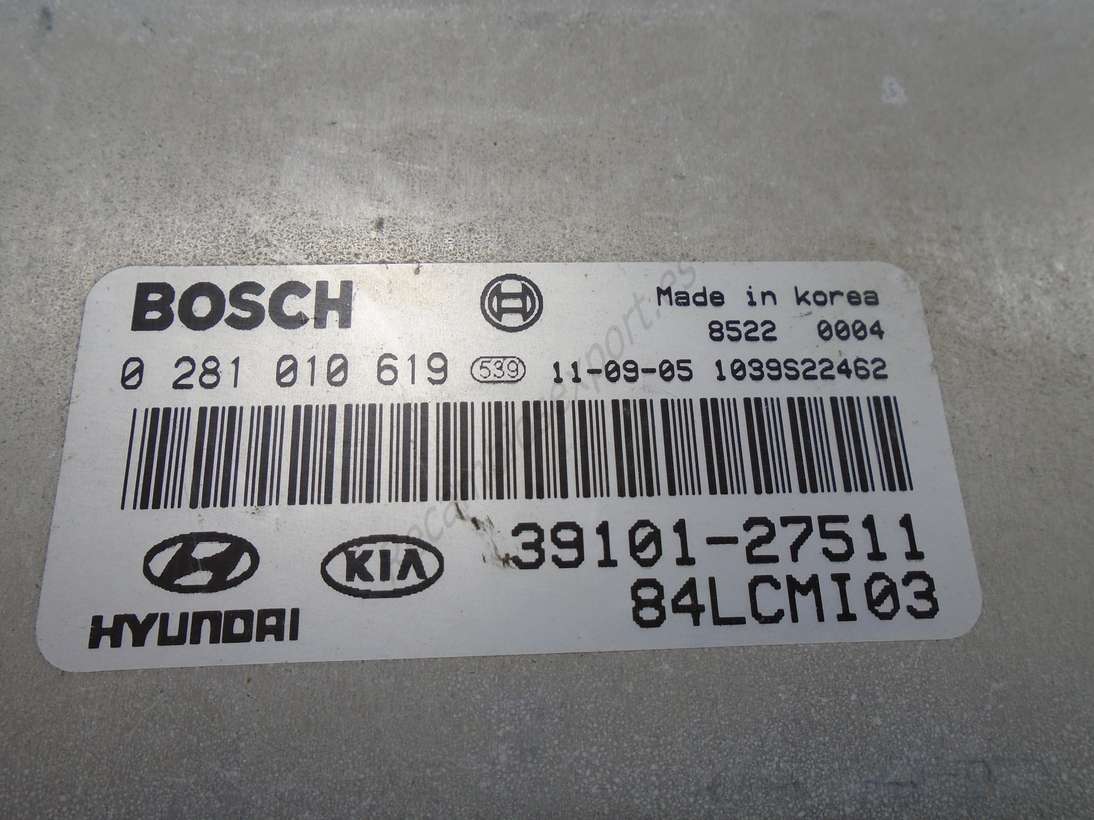 BOSCH
Made in korea
8522 0004
0 281 010 619 539 11-09-05 1039S22462
HYUNDAI
KIA
39101-27511
84LCMI03